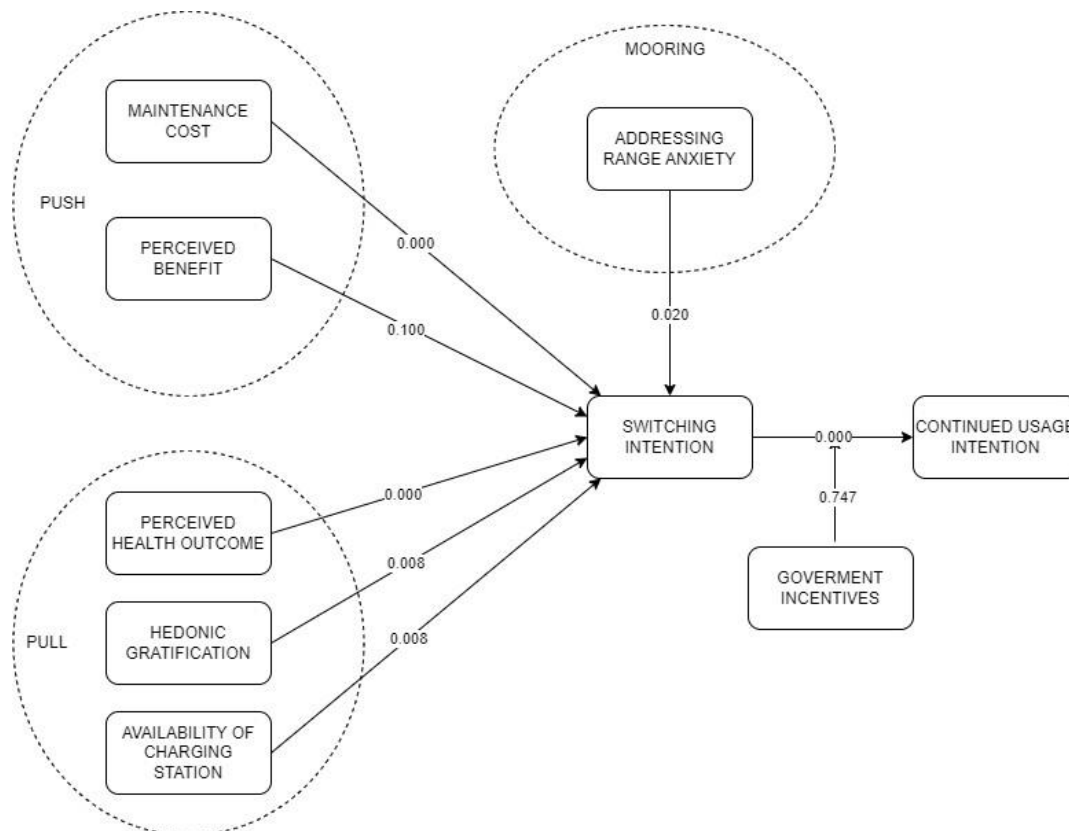 MOORING
MAINTENANCE
COST
ADDRESSING
RANGE ANXIETY
PUSH
PERCEIVED
BENEFIT
0.000
0.020
0.100
SWITCHING
INTENTION
0.000
CONTINUED USAGE
INTENTION
0.000
0.747
PERCEIVED
HEALTH OUTCOME
0.008
GOVERMENT
INCENTIVES
PULL
HEDONIC
GRATIFICATION
0.008
AVAILABILITY OF
CHARGING
STATION